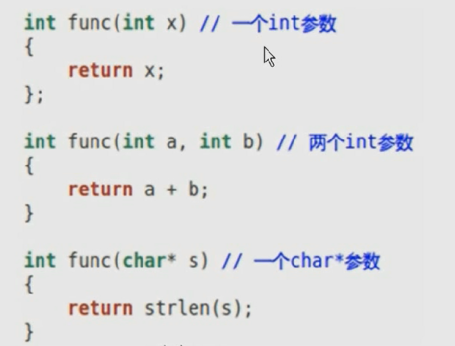 int func(int x) // 一个int参数
{
    return x;
};
int func(int a, int b) // 两个int参数
{
    return a + b;
}
int func(char* s) // 一个char*参数
{
    return strlen(s);
}